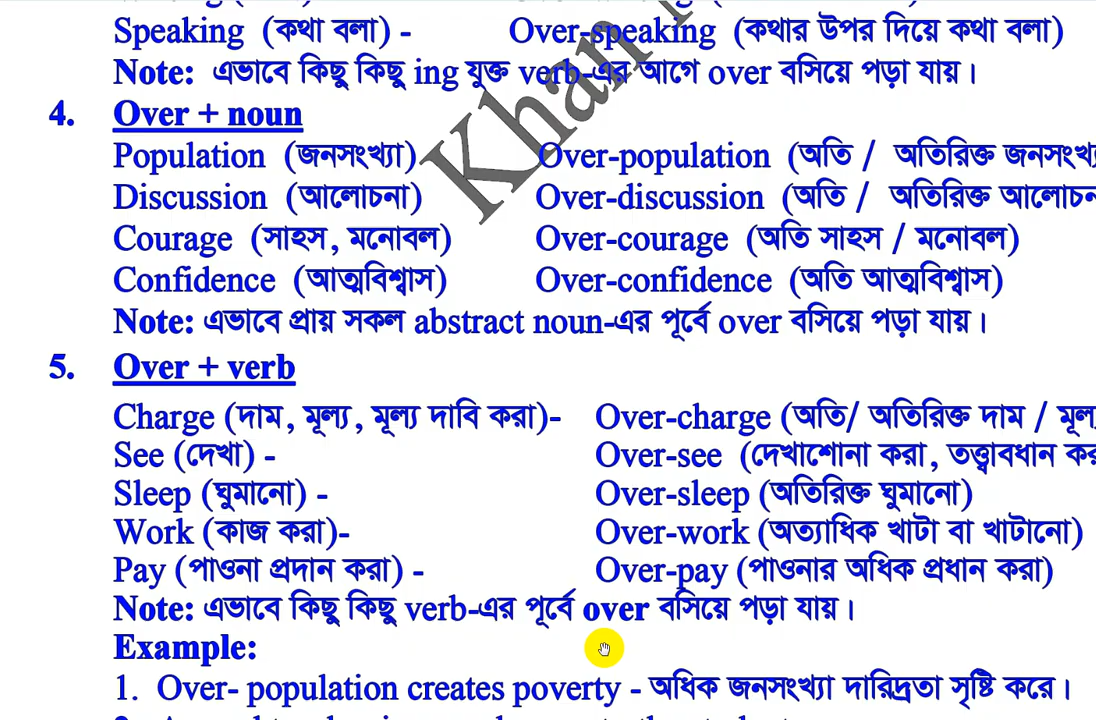 Speaking (কথা বলা) - Over-speaking (কথার উপর দিয়ে কথা বলা)
Note: এভাবে কিছু কিছু ing যুক্ত verb-এর আগে over বসিয়ে পড়া যায়।
4. Over + noun
Population (জনসংখ্যা) Over-population (অতি / অতিরিক্ত
Discussion (আলোচনা) Over-discussion (অতি / অতিরিক্ত
Courage (সাহস, মনোবল) Over-courage (অতি সাহস / মনোবল)
Confidence (আত্মবিশ্বাস) Over-confidence (অতি আত্মবিশ্বাস)
Note: এভাবে প্রায় সকল abstract noun-এর পূর্বে over বসিয়ে পড়া যায়।
5. Over + verb
Charge (দাম, মূল্য, মূল্য দাবি করা)- Over-charge (অতি/ অতিরিক্ত দাম /
See (দেখা) - Over-see (দেখাশোনা করা, তত্ত্বাবধান
Sleep (ঘুমানো) - Over-sleep (অতিরিক্ত ঘুমানো)
Work (কাজ করা)- Over-work (অত্যাধিক খাটা বা খাটানো)
Pay (পাওনা প্রদান করা) - Over-pay (পাওনার অধিক প্রধান করা)
Note: এভাবে কিছু কিছু verb-এর পূর্বে over বসিয়ে পড়া যায়।
Example:
1. Over- population creates poverty - অধিক জনসংখ্যা দারিদ্রতা সৃষ্টি করে।
Khan